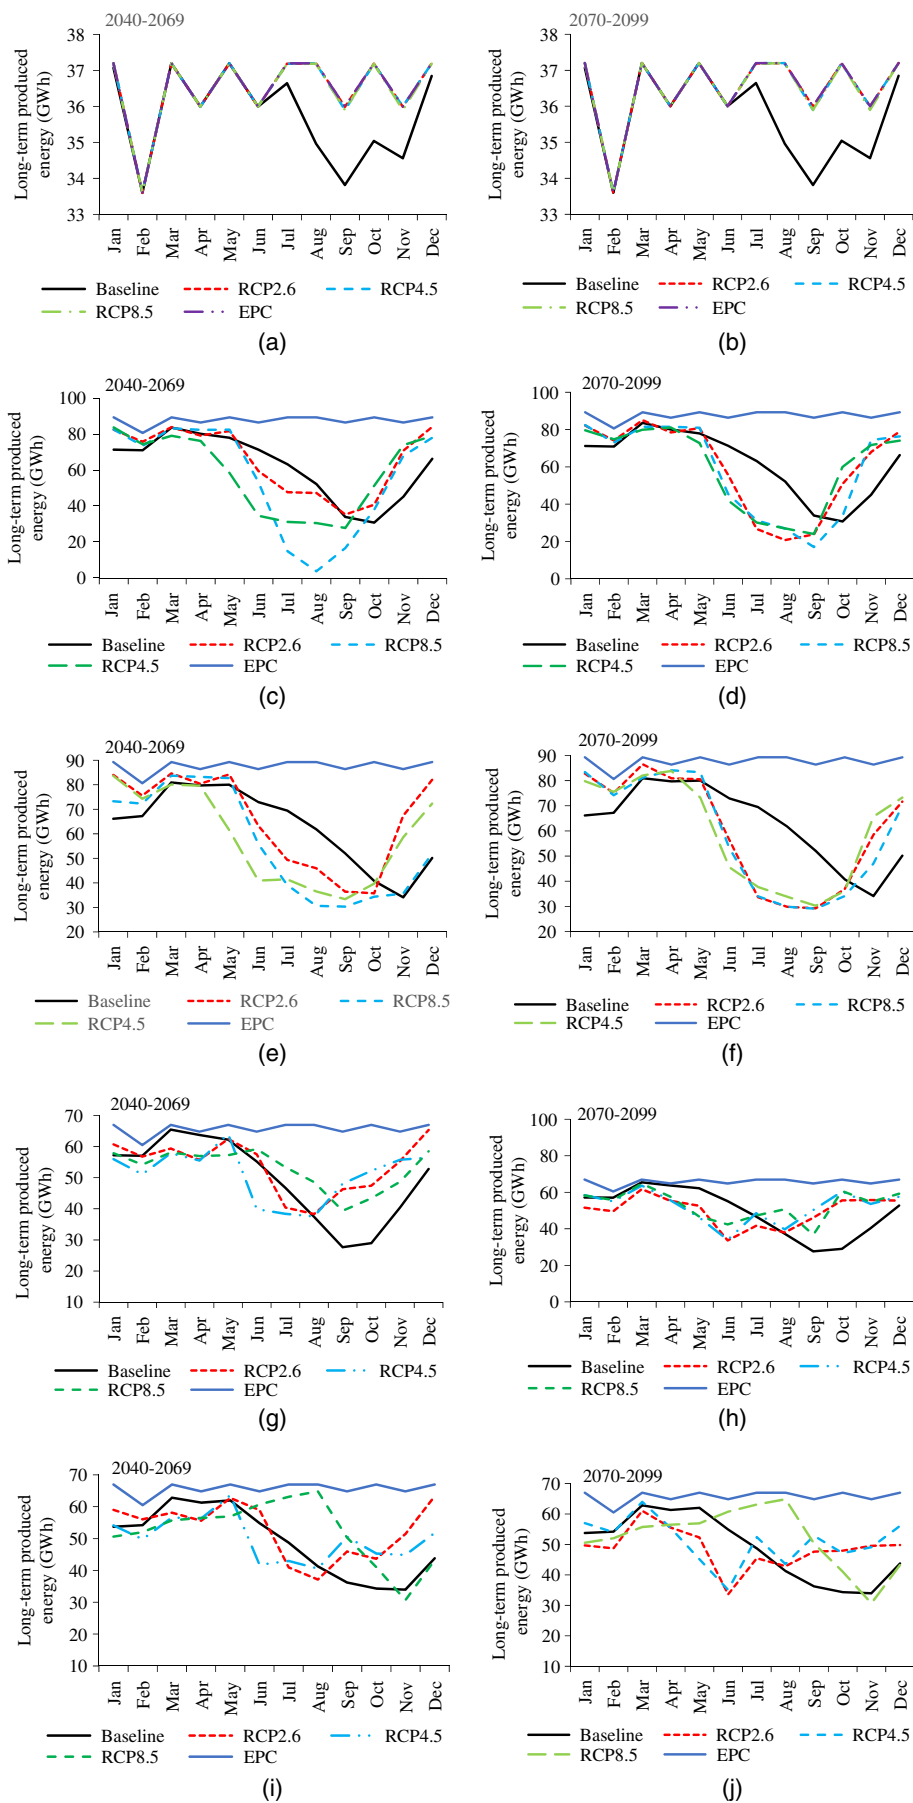 2040-2069
Long-term produced
energy (GWh)
38
37
36
35
34
33
Jan Feb Mar Apr May Jun Jul Aug Sep Oct Nov Dec
Baseline RCP2.6 RCP4.5
RCP8.5 EPC
(a)
2070-2099
Long-term produced
energy (GWh)
38
37
36
35
34
33
Jan Feb Mar Apr May Jun Jul Aug Sep Oct Nov Dec
Baseline RCP2.6 RCP4.5
RCP8.5 EPC
(b)
2040-2069
Long-term produced
energy (GWh)
100
80
60
40
20
0
Jan Feb Mar Apr May Jun Jul Aug Sep Oct Nov Dec
Baseline RCP2.6 RCP8.5
RCP4.5 EPC
(c)
2070-2099
Long-term produced
energy (GWh)
100
80
60
40
20
0
Jan Feb Mar Apr May Jun Jul Aug Sep Oct Nov Dec
Baseline RCP2.6 RCP8.5
RCP4.5 EPC
(d)
2040-2069
Long-term produced
energy (GWh)
90
80
70
60
50
40
30
20
Jan Feb Mar Apr May Jun Jul Aug Sep Oct Nov Dec
Baseline RCP2.6 RCP8.5
RCP4.5 EPC
(e)
2070-2099
Long-term produced
energy (GWh)
90
80
70
60
50
40
30
20
Jan Feb Mar Apr May Jun Jul Aug Sep Oct Nov Dec
Baseline RCP2.6 RCP8.5
RCP4.5 EPC
(f)
2040-2069
Long-term produced
energy (GWh)
70
60
50
40
30
20
10
Jan Feb Mar Apr May Jun Jul Aug Sep Oct Nov Dec
Baseline RCP2.6 RCP4.5
RCP8.5 EPC
(g)
2070-2099
Long-term produced
energy (GWh)
100
80
60
40
20
0
Jan Feb Mar Apr May Jun Jul Aug Sep Oct Nov Dec
Baseline RCP2.6 RCP4.5
RCP8.5 EPC
(h)
2040-2069
Long-term produced
energy (GWh)
70
60
50
40
30
20
10
Jan Feb Mar Apr May Jun Jul Aug Sep Oct Nov Dec
Baseline RCP2.6 RCP4.5
RCP8.5 EPC
(i)
2070-2099
Long-term produced
energy (GWh)
70
60
50
40
30
20
10
Jan Feb Mar Apr May Jun Jul Aug Sep Oct Nov Dec
Baseline RCP2.6 RCP4.5
RCP8.5 EPC
(j)